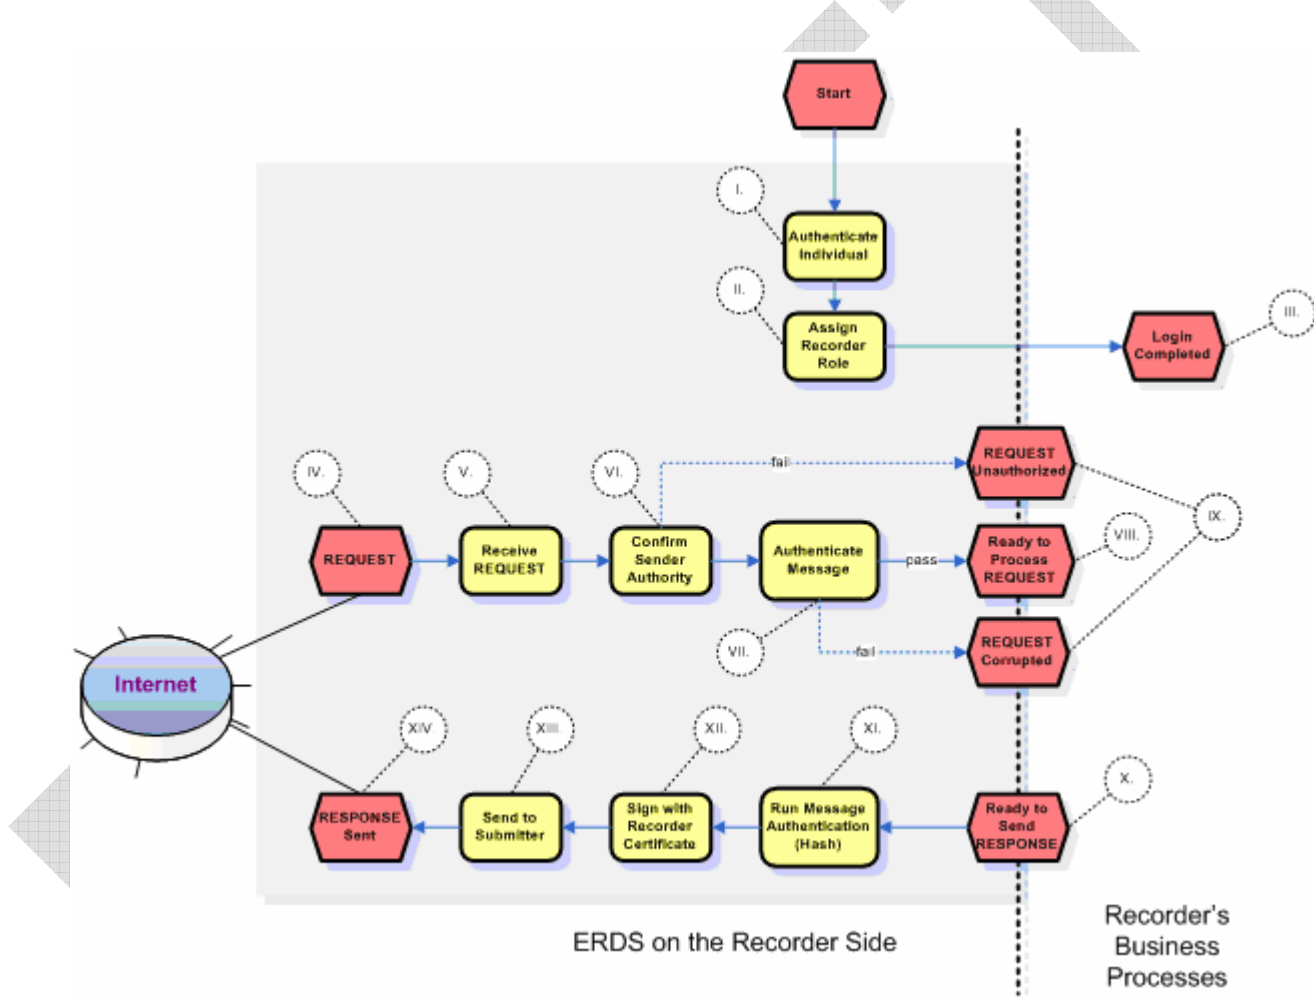 Start
I.
Authenticate
Individual
II.
Assign
Recorder
Role
III.
Login
Completed
IV.
V.
VI.
fail
REQUEST
Unauthorized
IX.
REQUEST
Receive
REQUEST
Confirm
Sender
Authority
Authenticate
Message
pass
Ready to
Process
REQUEST
VIII.
VII.
fail
REQUEST
Corrupted
Internet
XIV.
XIII.
XII.
XI.
X.
RESPONSE
Sent
Send to
Submitter
Sign with
Recorder
Certificate
Run Message
Authentication
(Hash)
Ready to
Send
RESPONSE
ERDS on the Recorder Side
Recorder's
Business
Processes